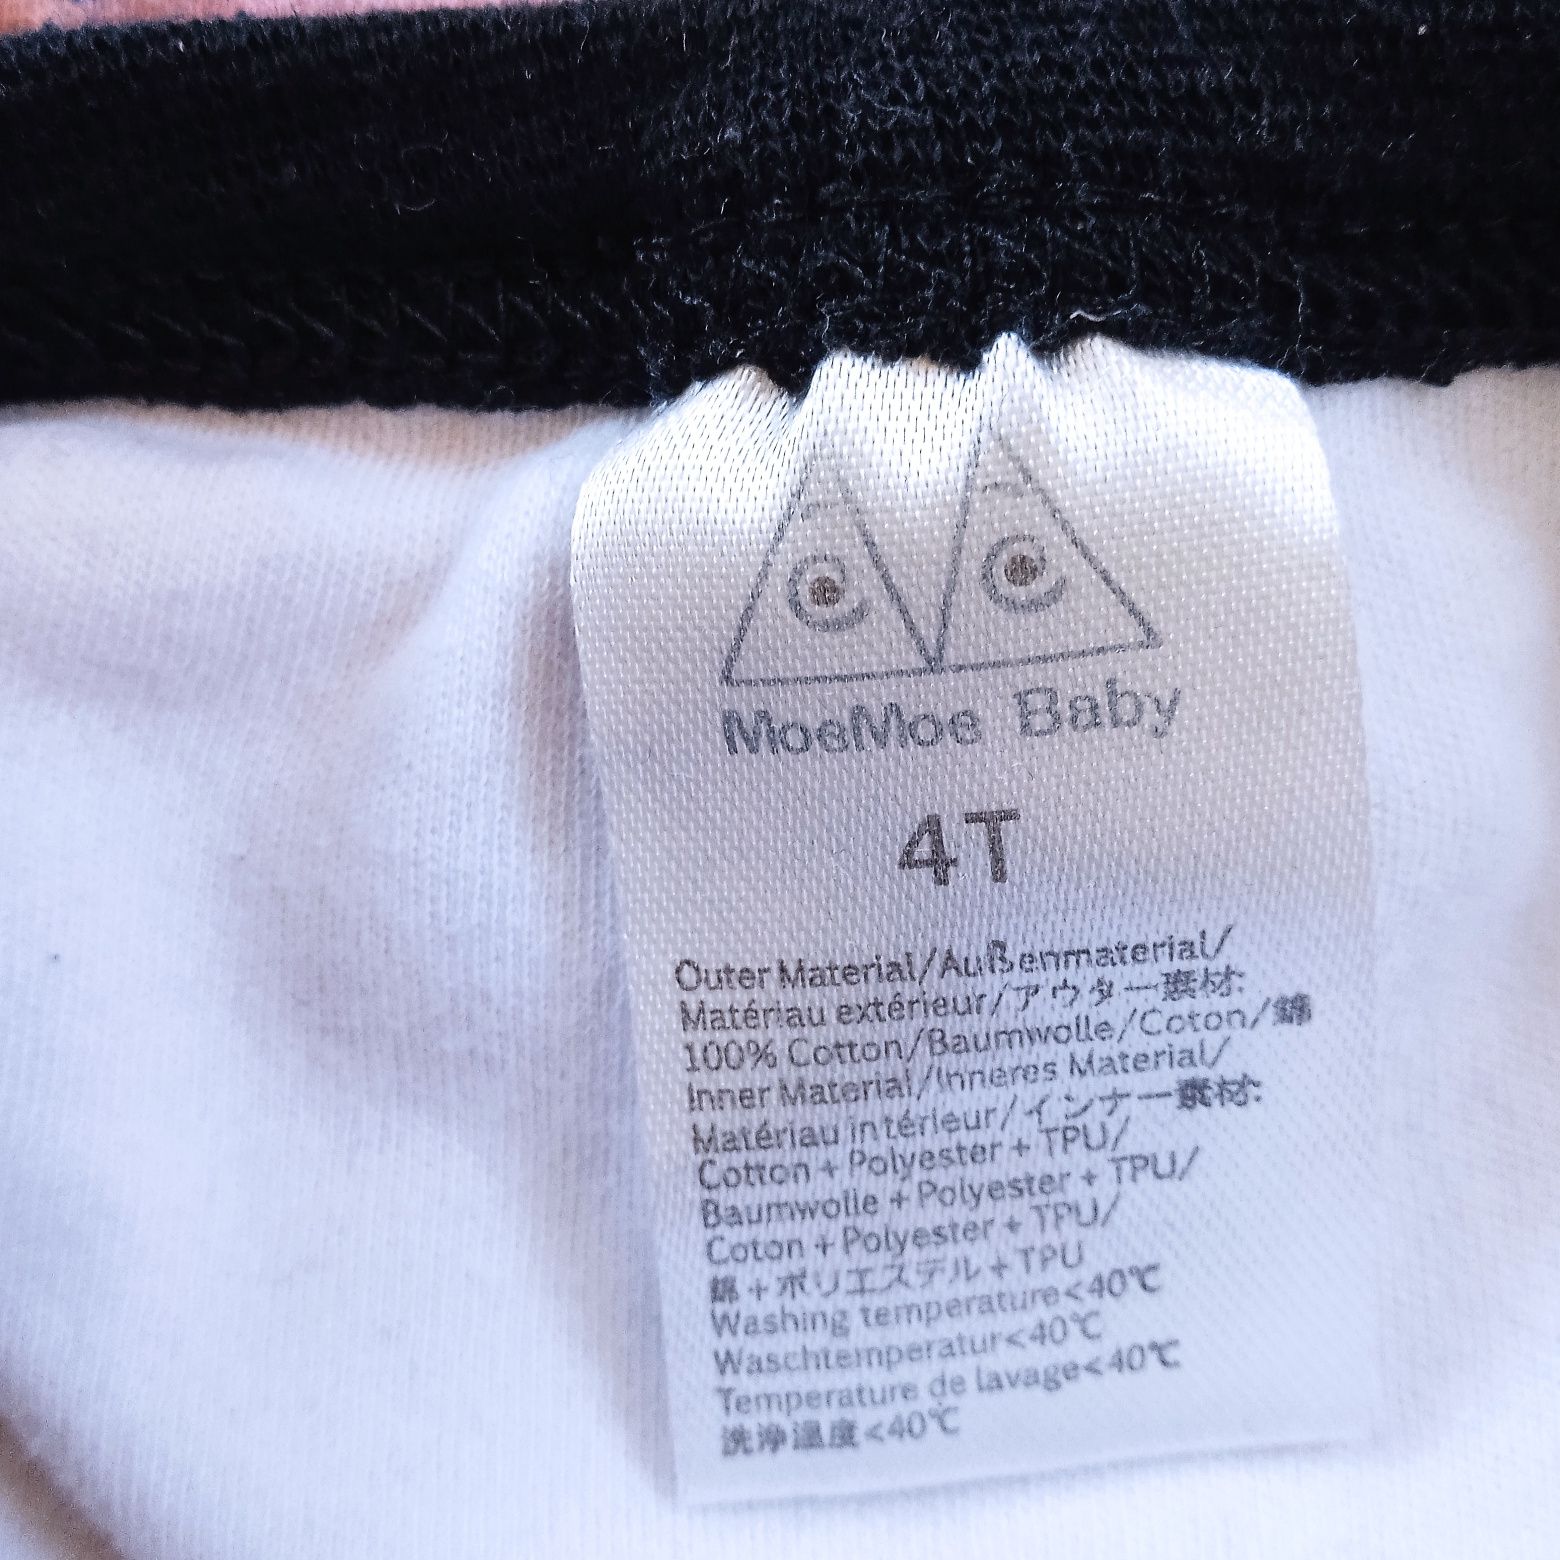 MoeMoe Baby
4T
Outer Material/Außenmaterial/
Matériau extérieur/アウター素材:
100% Cotton/Baumwolle/Coton/綿
Inner Material/Inneres Material/
Matériau intérieur/インナー素材:
Cotton+Polyester+TPU/
Baumwolle+Polyester+TPU/
Coton+Polyester+TPU/
綿+ポリエステル+TPU
Washing temperature<40℃
Waschtemperatur<40℃
Temperature de lavage<40℃
洗浄温度<40℃